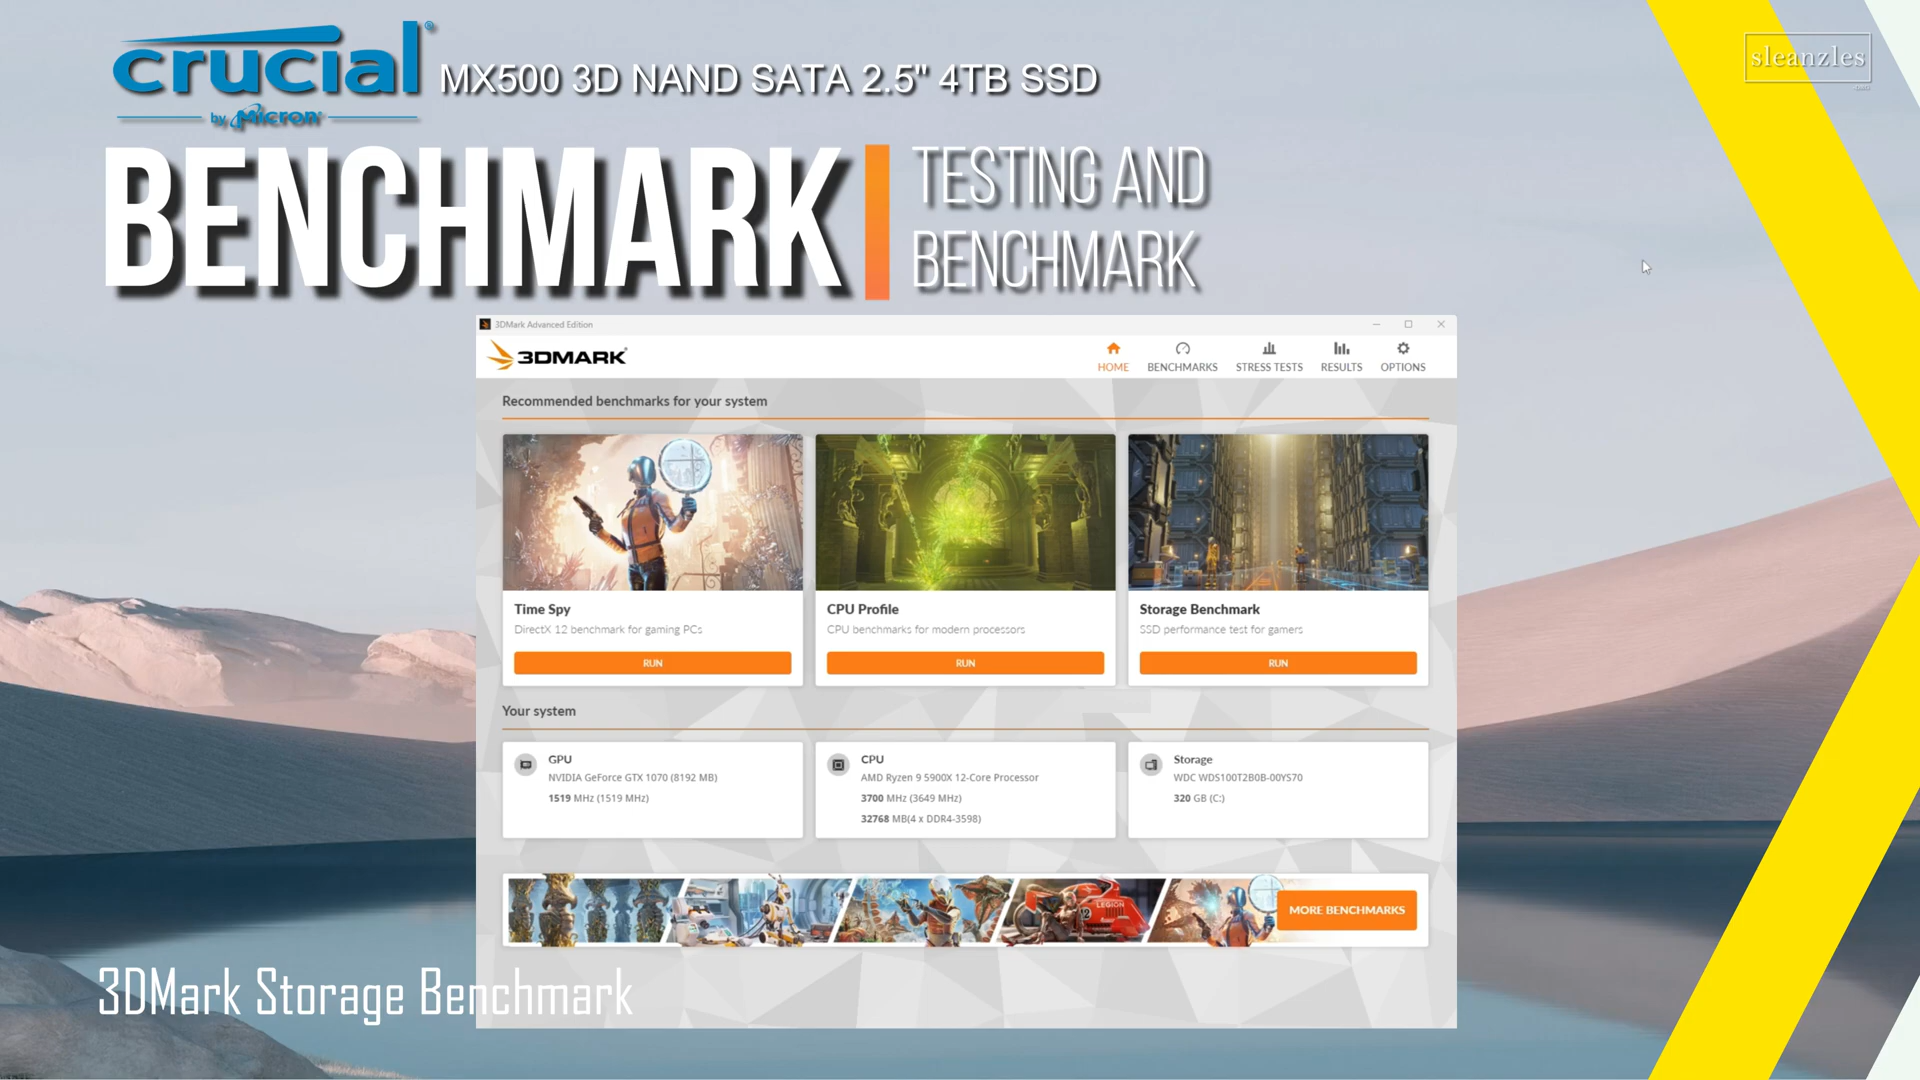 crucial®
by Micron
MX500 3D NAND SATA 2.5" 4TB SSD
sleanzles
BENCHMARK
TESTING AND
BENCHMARK
3DMark Advanced Edition
3DMARK
HOME
BENCHMARKS
STRESS TESTS
RESULTS
OPTIONS
Recommended benchmarks for your system
Time Spy
DirectX 12 benchmark for gaming PCs
RUN
CPU Profile
CPU benchmarks for modern processors
RUN
Storage Benchmark
SSD performance test for gamers
RUN
Your system
GPU
NVIDIA GeForce GTX 1070 (8192 MB)
1519 MHz (1519 MHz)
CPU
AMD Ryzen 9 5900X 12-Core Processor
3700 MHz (3649 MHz)
32768 MB(4 x DDR4-3598)
Storage
WDC WDS100T2B0B-00YS70
320 GB (C:)
LEGION
12
MORE BENCHMARKS
3DMark Storage Benchmark